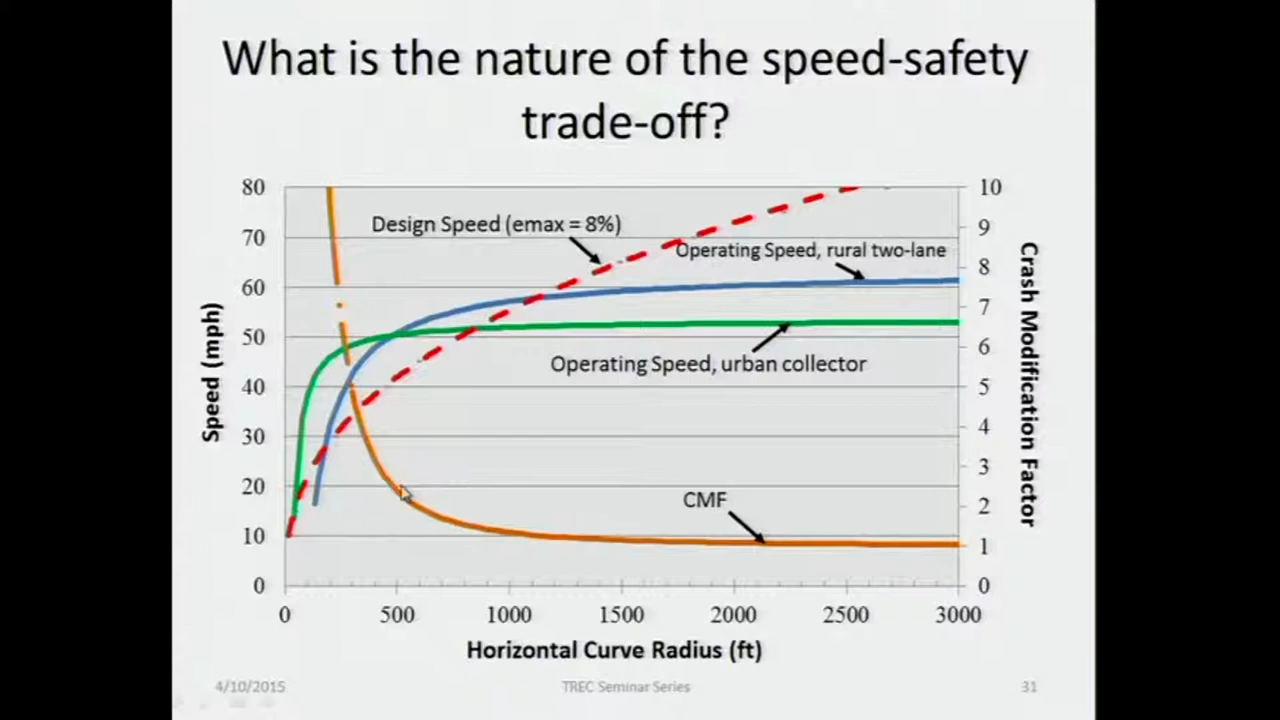 What is the nature of the speed-safety
trade-off?
80
70
60
50
40
30
20
10
0
Speed (mph)
Design Speed (emax = 8%)
Operating Speed, rural two-lane
Operating Speed, urban collector
CMF
10
9
8
7
6
5
4
3
2
1
0
Crash Modification Factor
0 500 1000 1500 2000 2500 3000
Horizontal Curve Radius (ft)
4/10/2015 TREC Seminar Series 31